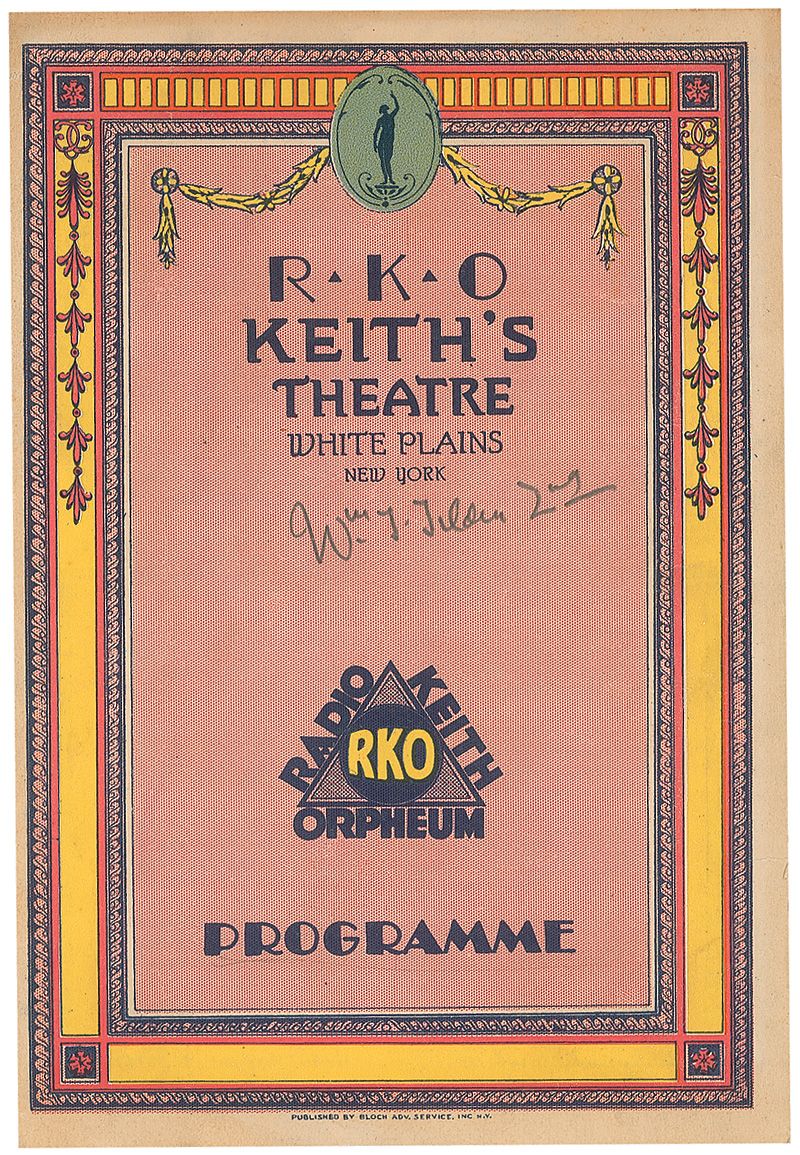 R·K·O
KEITH'S
THEATRE
WHITE PLAINS
NEW YORK
Wm T. Tilden 2nd
RADIO KEITH
RKO
ORPHEUM
PROGRAMME
PUBLISHED BY BLOCH ADV. SERVICE, INC N.Y.